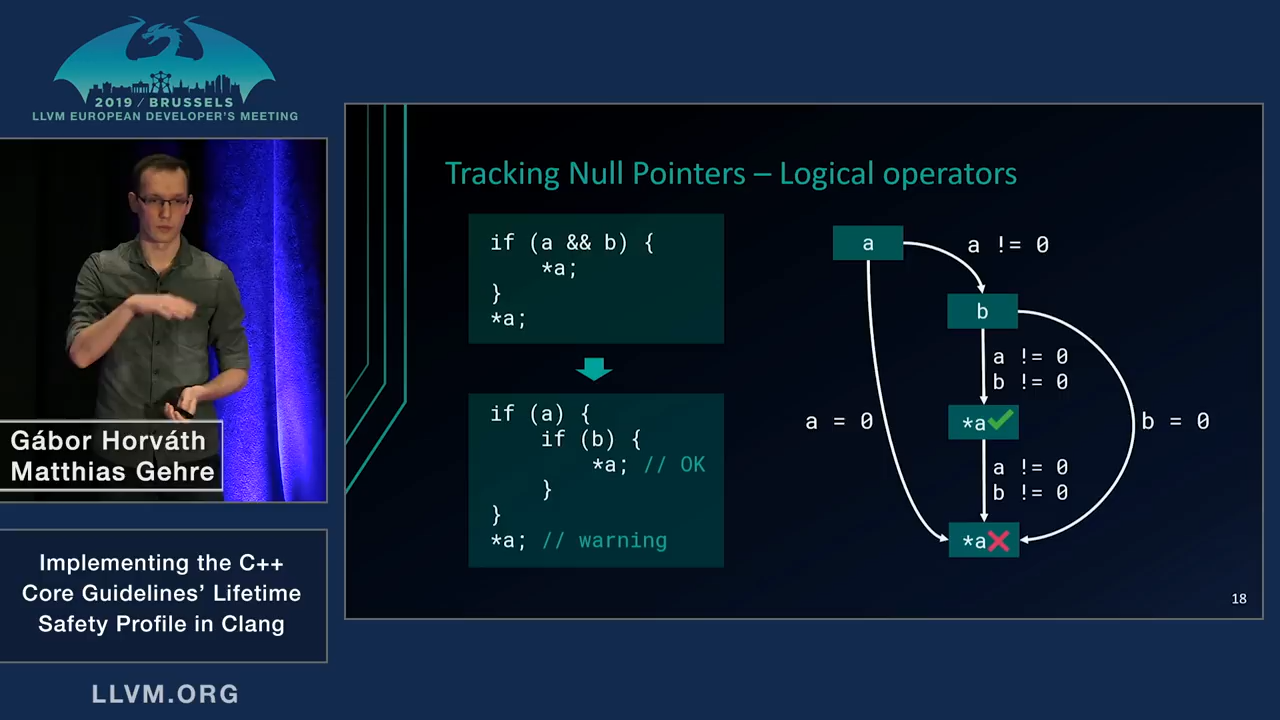 2019 / BRUSSELS
LLVM EUROPEAN DEVELOPER'S MEETING
Gábor Horváth
Matthias Gehre
Implementing the C++
Core Guidelines' Lifetime
Safety Profile in Clang
LLVM.ORG
Tracking Null Pointers – Logical operators
if (a && b) {
*a;
}
*a;
if (a) {
if (b) {
*a; // OK
}
}
*a; // warning
a
a != 0
b
a != 0
b != 0
a = 0
*a
b = 0
a != 0
b != 0
*a
18